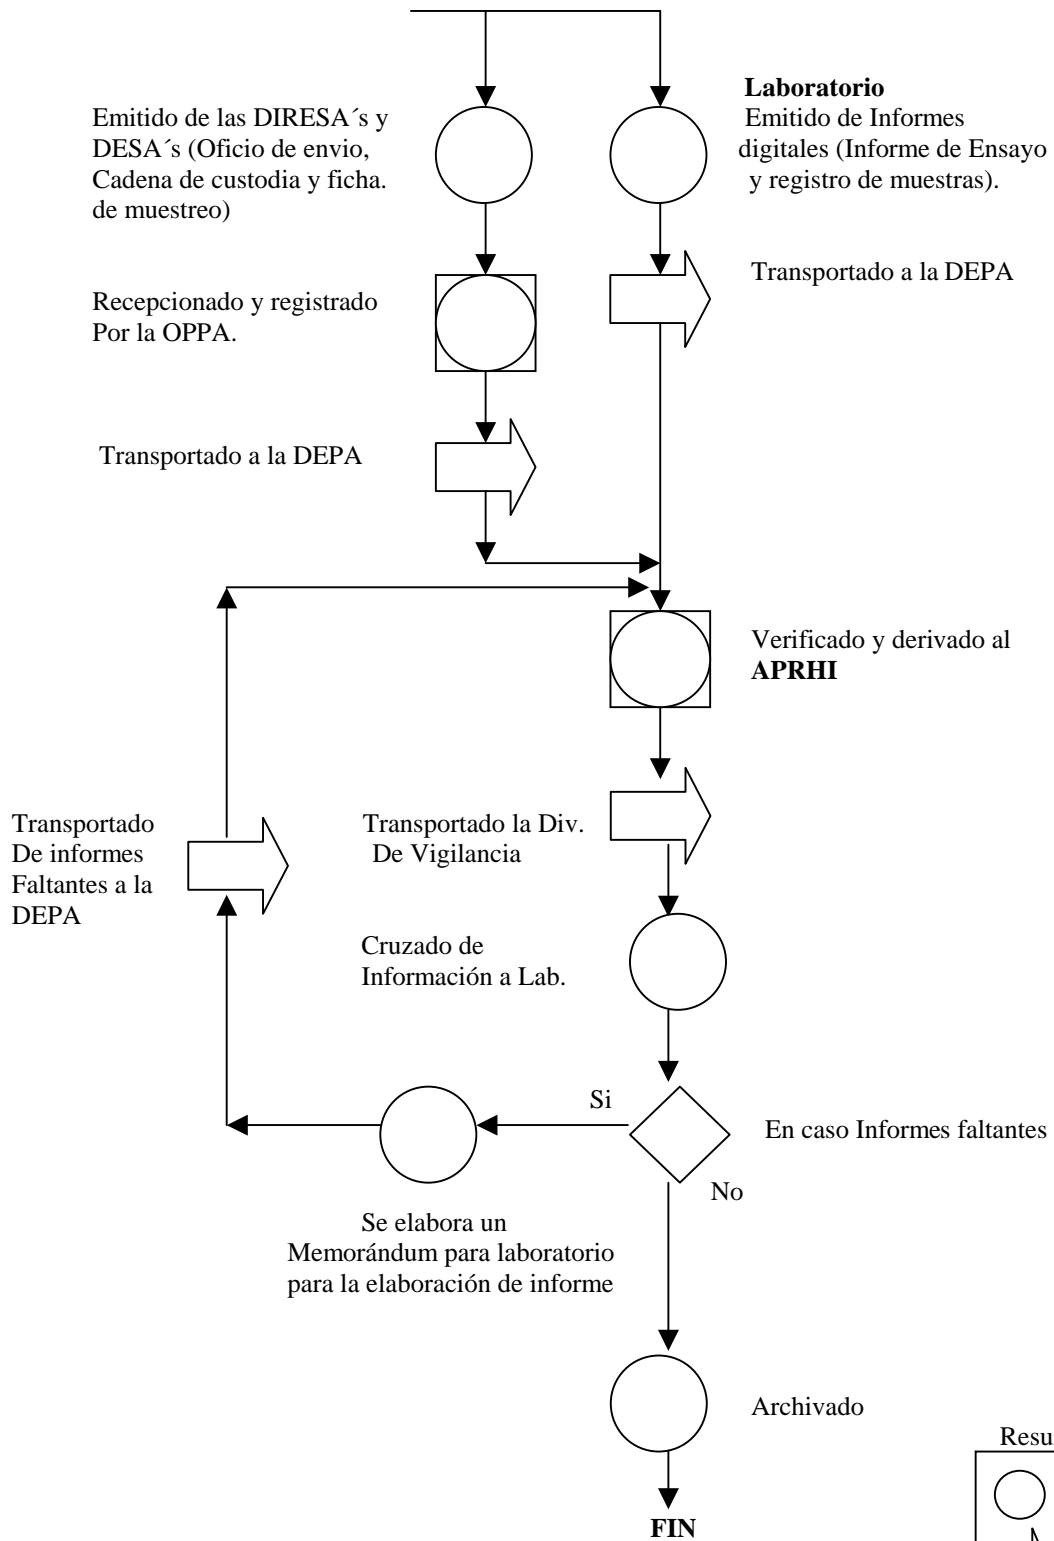 Emitido de las DIRESA´s y
DESA´s (Oficio de envio,
Cadena de custodia y ficha.
de muestreo)
Laboratorio
Emitido de Informes
digitales (Informe de Ensayo
y registro de muestras).
Recepcionado y registrado
Por la OPPA.
Transportado a la DEPA
Transportado a la DEPA
Verificado y derivado al
APRHI
Transportado
De informes
Faltantes a la
DEPA
Transportado la Div.
De Vigilancia
Cruzado de
Información a Lab.
Si
En caso Informes faltantes
No
Se elabora un
Memorándum para laboratorio
para la elaboración de informe
Archivado
FIN